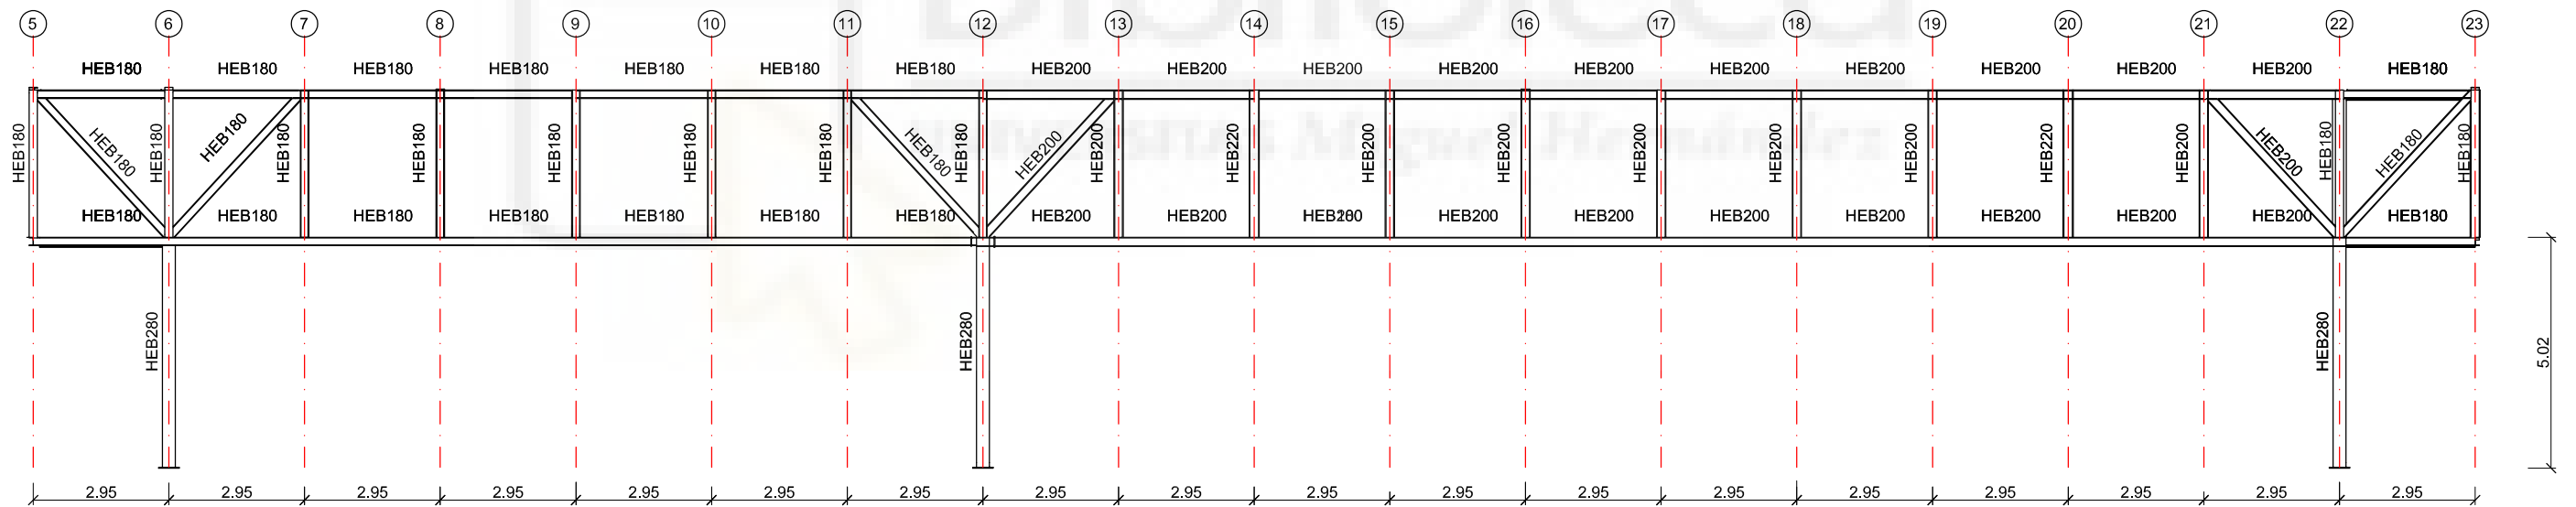 5 6 7 8 9 10 11 12 13 14 15 16 17 18 19 20 21 22 23
HEB180 HEB180 HEB180 HEB180 HEB180 HEB180 HEB180 HEB200 HEB200 HEB200 HEB200 HEB200 HEB200 HEB200 HEB200 HEB200 HEB180
HEB180 HEB180 HEB180 HEB180 HEB180 HEB180 HEB180 HEB180 HEB180 HEB180 HEB180 HEB180 HEB200 HEB200 HEB220 HEB200 HEB200 HEB200 HEB200 HEB200 HEB220 HEB200 HEB200 HEB180 HEB180 HEB180
HEB180 HEB180 HEB180 HEB180 HEB180 HEB180 HEB180 HEB200 HEB200 HEB200 HEB200 HEB200 HEB200 HEB200 HEB200 HEB180
HEB280 HEB280 HEB280 5.02
2.95 2.95 2.95 2.95 2.95 2.95 2.95 2.95 2.95 2.95 2.95 2.95 2.95 2.95 2.95 2.95 2.95 2.95
Miguel Hernández